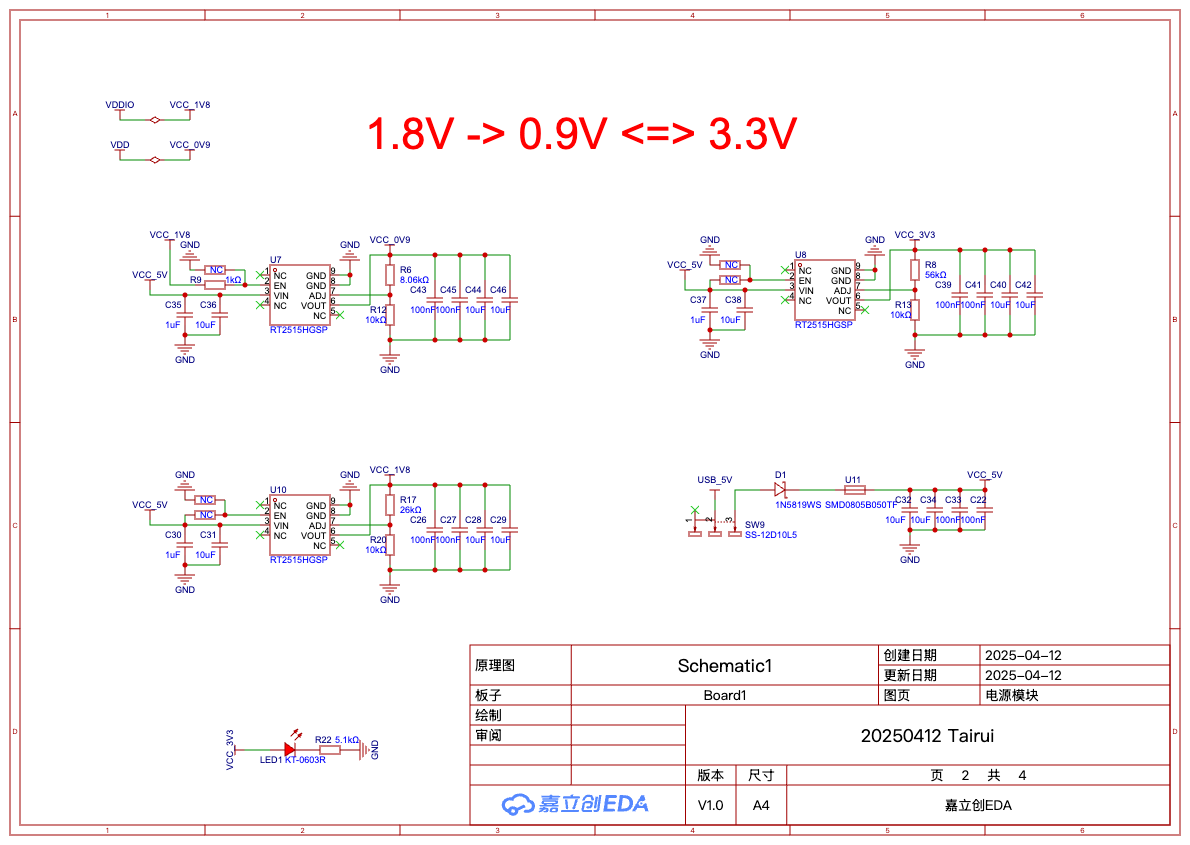 1 2 3 4 5 6
A A
VDDIO VCC_1V8
VDD VCC_0V9
1.8V -> 0.9V <=> 3.3V
B B
VCC_1V8
GND
VCC_5V
NC
R9 1kΩ
C35 C36
1uF 10uF
GND
U7
1 NC GND 9
2 EN GND 8
3 VIN ADJ 7
4 NC VOUT 6
NC 5
RT2515HGSP
GND
VCC_0V9
R6
8.06kΩ
R12
10kΩ
C43 C45 C44 C46
100nF 100nF 10uF 10uF
GND
GND
VCC_5V
NC
NC
C37 C38
1uF 10uF
GND
U8
1 NC GND 9
2 EN GND 8
3 VIN ADJ 7
4 NC VOUT 6
NC 5
RT2515HGSP
GND
VCC_3V3
R8
56kΩ
R13
10kΩ
C39 C41 C40 C42
100nF 100nF 10uF 10uF
GND
C C
GND
VCC_5V
NC
NC
C30 C31
1uF 10uF
GND
U10
1 NC GND 9
2 EN GND 8
3 VIN ADJ 7
4 NC VOUT 6
NC 5
RT2515HGSP
GND
VCC_1V8
R17
26kΩ
R20
10kΩ
C26 C27 C28 C29
100nF 100nF 10uF 10uF
GND
USB_5V
1 2 3
SW9
SS-12D10L5
D1
1N5819WS
U11
SMD0805B050TF
VCC_5V
C32 C34 C33 C22
10uF 10uF 100nF 100nF
GND
D D
VCC_3V3
LED1 KT-0603R
R22 5.1kΩ
GND
原理图 Schematic1 创建日期 2025-04-12
更新日期 2025-04-12
板子 Board1 图页 电源模块
绘制
审阅
20250412 Tairui
版本 尺寸 页 2 共 4
嘉立创EDA V1.0 A4 嘉立创EDA
1 2 3 4 5 6